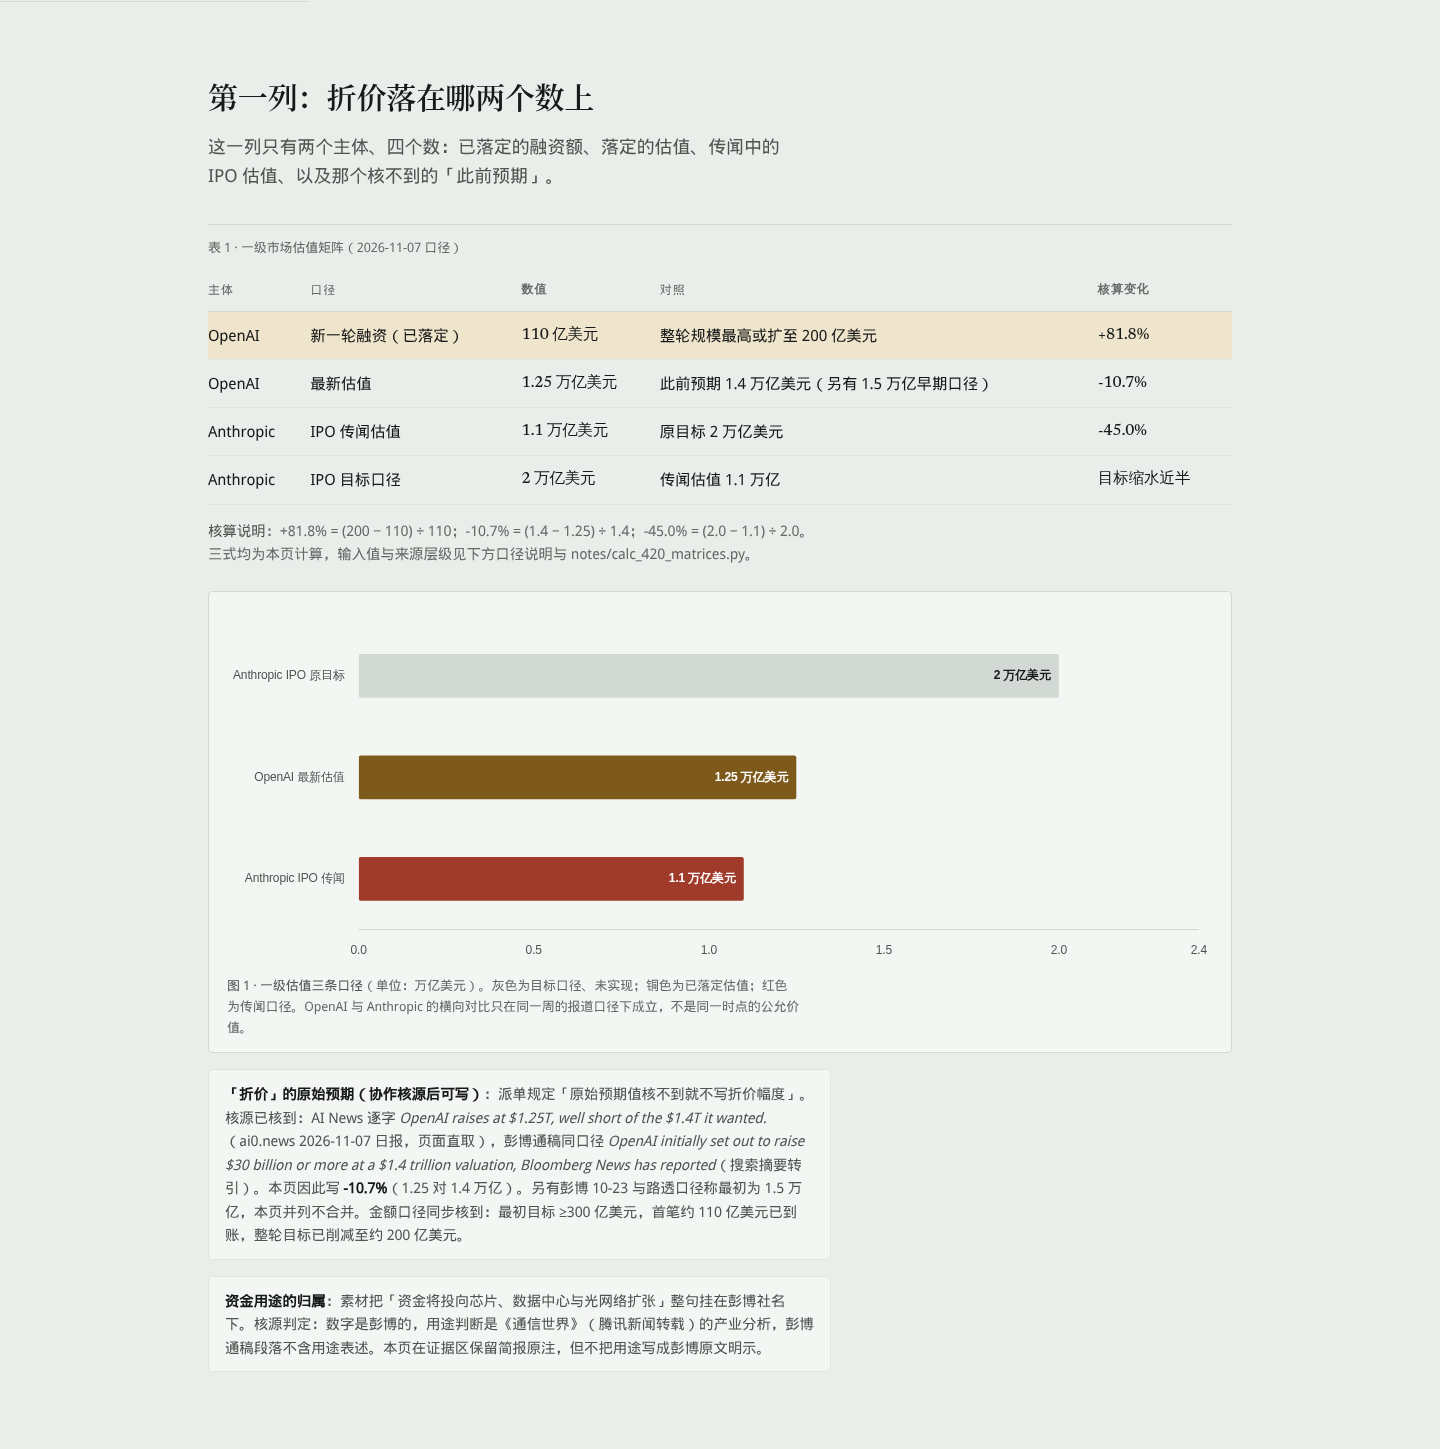 第一列：折价落在哪两个数上
这一列只有两个主体、四个数：已落定的融资额、落定的估值、传闻中的
IPO 估值、以及那个核不到的「此前预期」。
表 1 · 一级市场估值矩阵（2026-11-07 口径）
主体 口径 数值 对照 核算变化
OpenAI 新一轮融资（已落定） 110 亿美元 整轮规模最高或扩至 200 亿美元 +81.8%
OpenAI 最新估值 1.25 万亿美元 此前预期 1.4 万亿美元（另有 1.5 万亿早期口径） -10.7%
Anthropic IPO 传闻估值 1.1 万亿美元 原目标 2 万亿美元 -45.0%
Anthropic IPO 目标口径 2 万亿美元 传闻估值 1.1 万亿 目标缩水近半
核算说明：+81.8% = (200 − 110) ÷ 110；-10.7% = (1.4 − 1.25) ÷ 1.4；-45.0% = (2.0 − 1.1) ÷ 2.0。
三式均为本页计算，输入值与来源层级见下方口径说明与 notes/calc_420_matrices.py。
Anthropic IPO 原目标 2 万亿美元
OpenAI 最新估值 1.25 万亿美元
Anthropic IPO 传闻 1.1 万亿美元
0.0 0.5 1.0 1.5 2.0 2.4
图 1 · 一级估值三条口径（单位：万亿美元）。灰色为目标口径、未实现；铜色为已落定估值；红色
为传闻口径。OpenAI 与 Anthropic 的横向对比只在同一周的报道口径下成立，不是同一时点的公允价
值。
「折价」的原始预期（协作核源后可写）：派单规定「原始预期值核不到就不写折价幅度」。
核源已核到：AI News 逐字 OpenAI raises at $1.25T, well short of the $1.4T it wanted.
（ai0.news 2026-11-07 日报，页面直取），彭博通稿同口径 OpenAI initially set out to raise
$30 billion or more at a $1.4 trillion valuation, Bloomberg News has reported（搜索摘要转
引）。本页因此写 -10.7%（1.25 对 1.4 万亿）。另有彭博 10-23 与路透口径称最初为 1.5 万
亿，本页并列不合并。金额口径同步核到：最初目标 ≥300 亿美元，首笔约 110 亿美元已到
账，整轮目标已削减至约 200 亿美元。
资金用途的归属：素材把「资金将投向芯片、数据中心与光网络扩张」整句挂在彭博社名
下。核源判定：数字是彭博的，用途判断是《通信世界》（腾讯新闻转载）的产业分析，彭博
通稿段落不含用途表述。本页在证据区保留简报原注，但不把用途写成彭博原文明示。